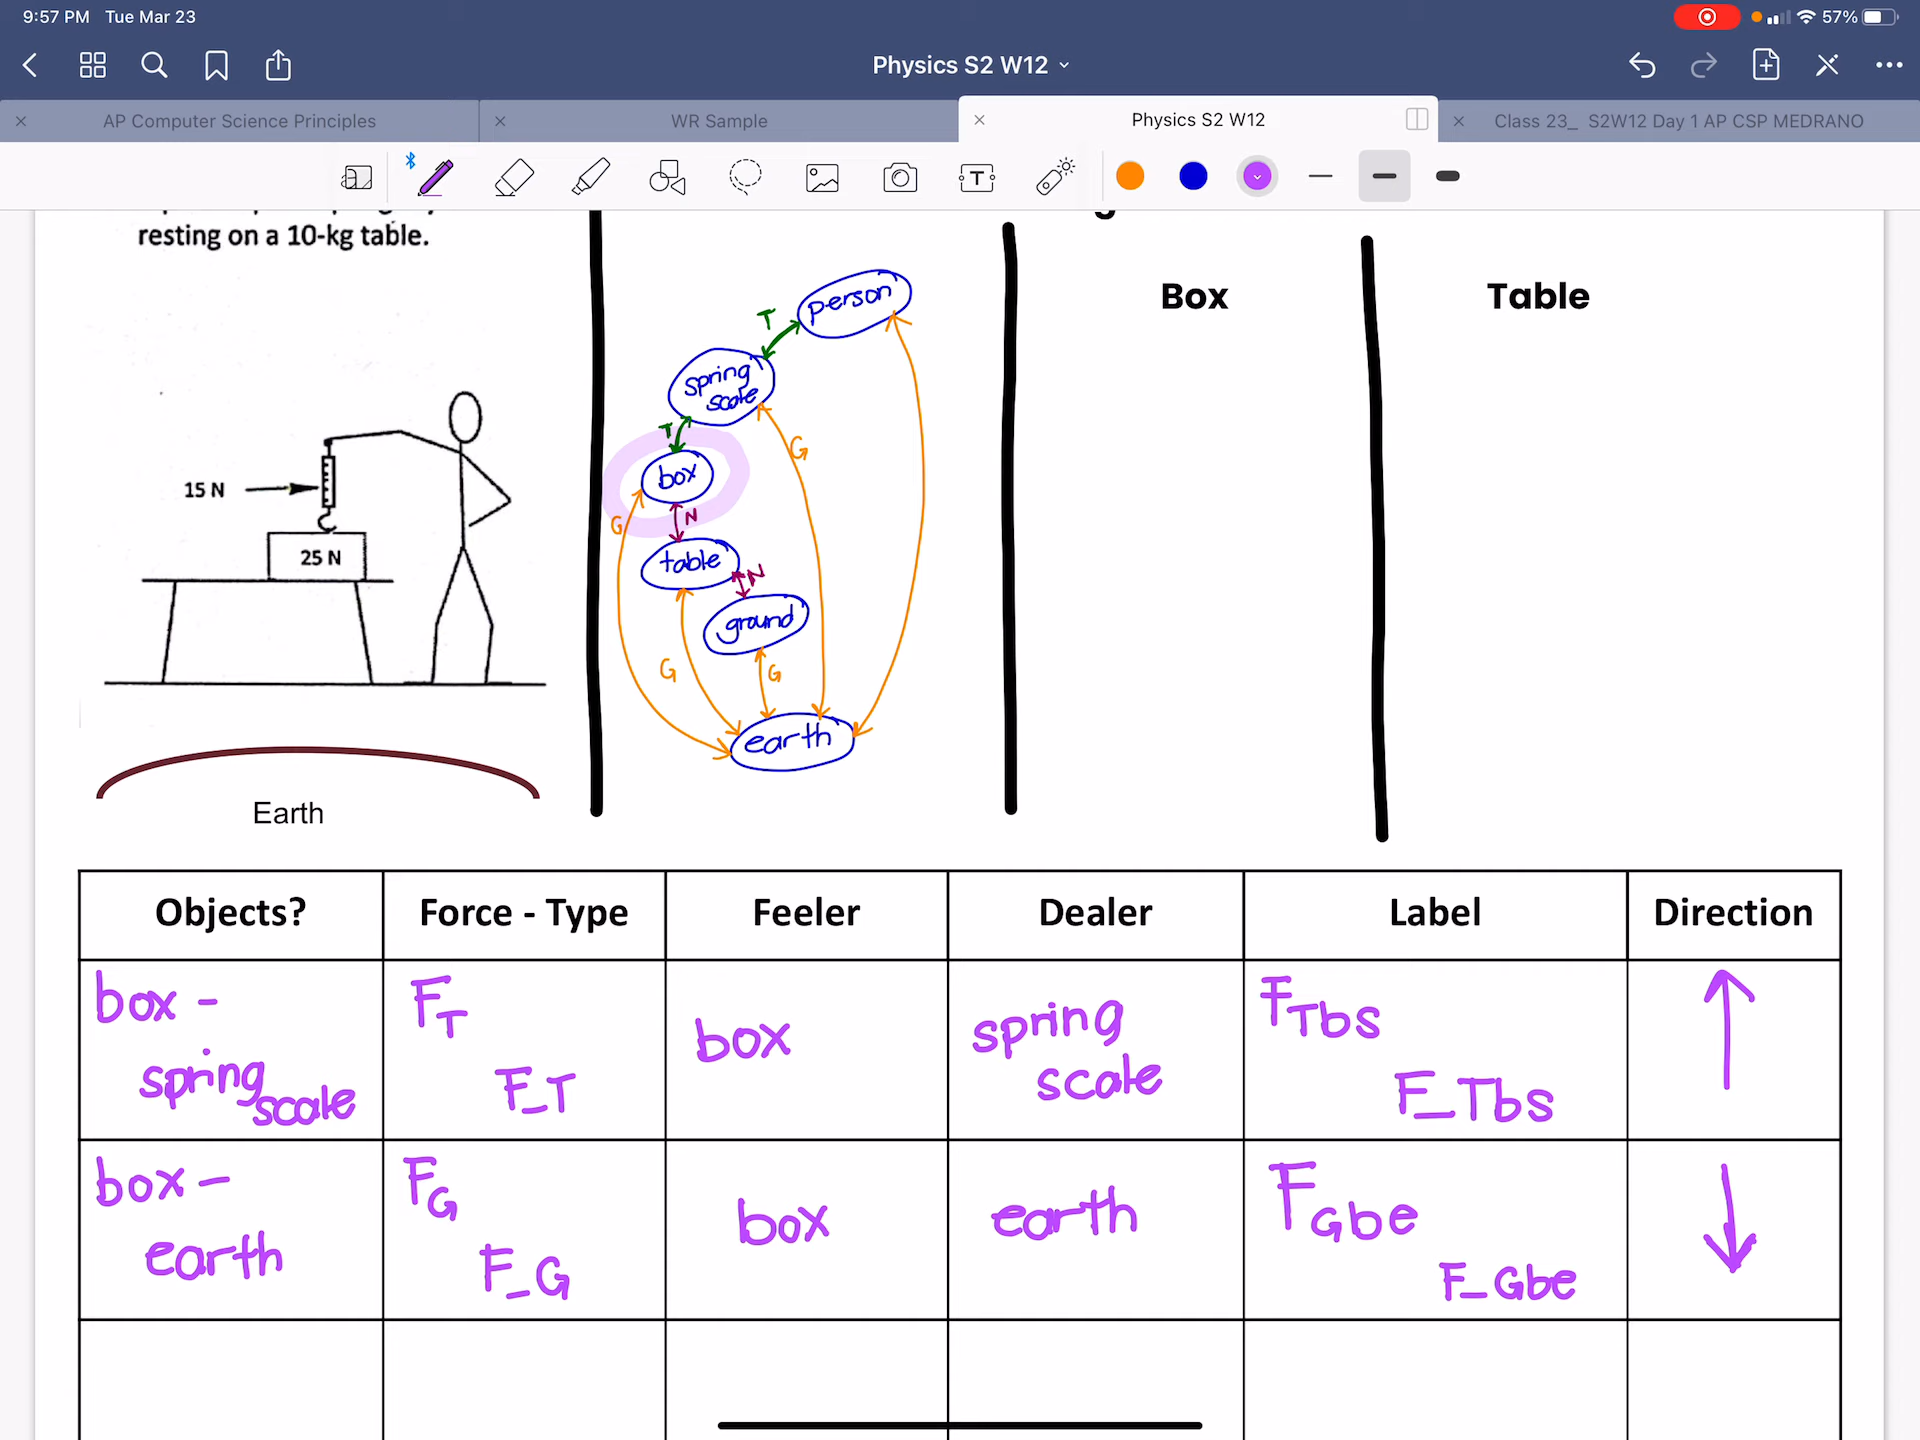 9:57 PM Tue Mar 23
57%
Physics S2 W12
AP Computer Science Principles
WR Sample
Physics S2 W12
Class 23_ S2W12 Day 1 AP CSP MEDRANO
resting on a 10-kg table.
15 N
25 N
Earth
person
T
spring
scale
T
G
box
G
N
table
N
ground
G
G
earth
Box
Table
Objects? Force - Type Feeler Dealer Label Direction
box -
spring
scale
F_T
F_T
box
spring
scale
FTbs
F_Tbs
box -
earth
FG
F_G
box
earth
FGbe
F_Gbe